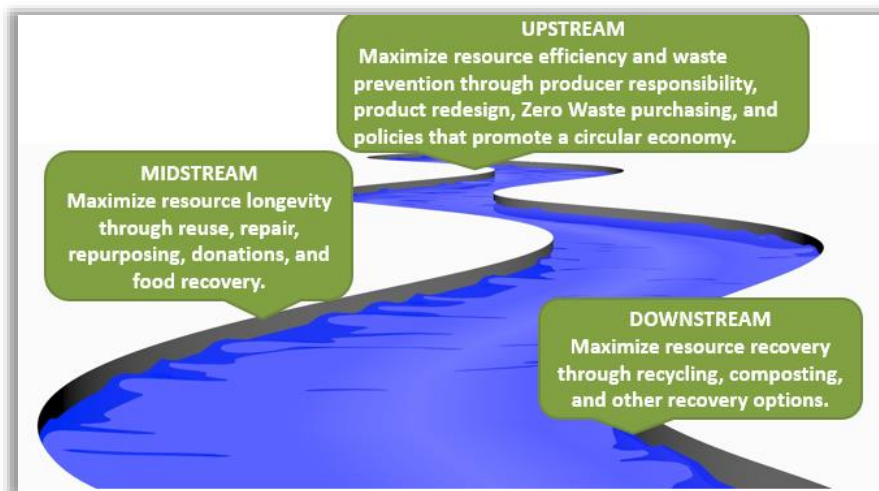 UPSTREAM
Maximize resource efficiency and waste
prevention through producer responsibility,
product redesign, Zero Waste purchasing, and
policies that promote a circular economy.
MIDSTREAM
Maximize resource longevity
through reuse, repair,
repurposing, donations, and
food recovery.
DOWNSTREAM
Maximize resource recovery
through recycling, composting,
and other recovery options.